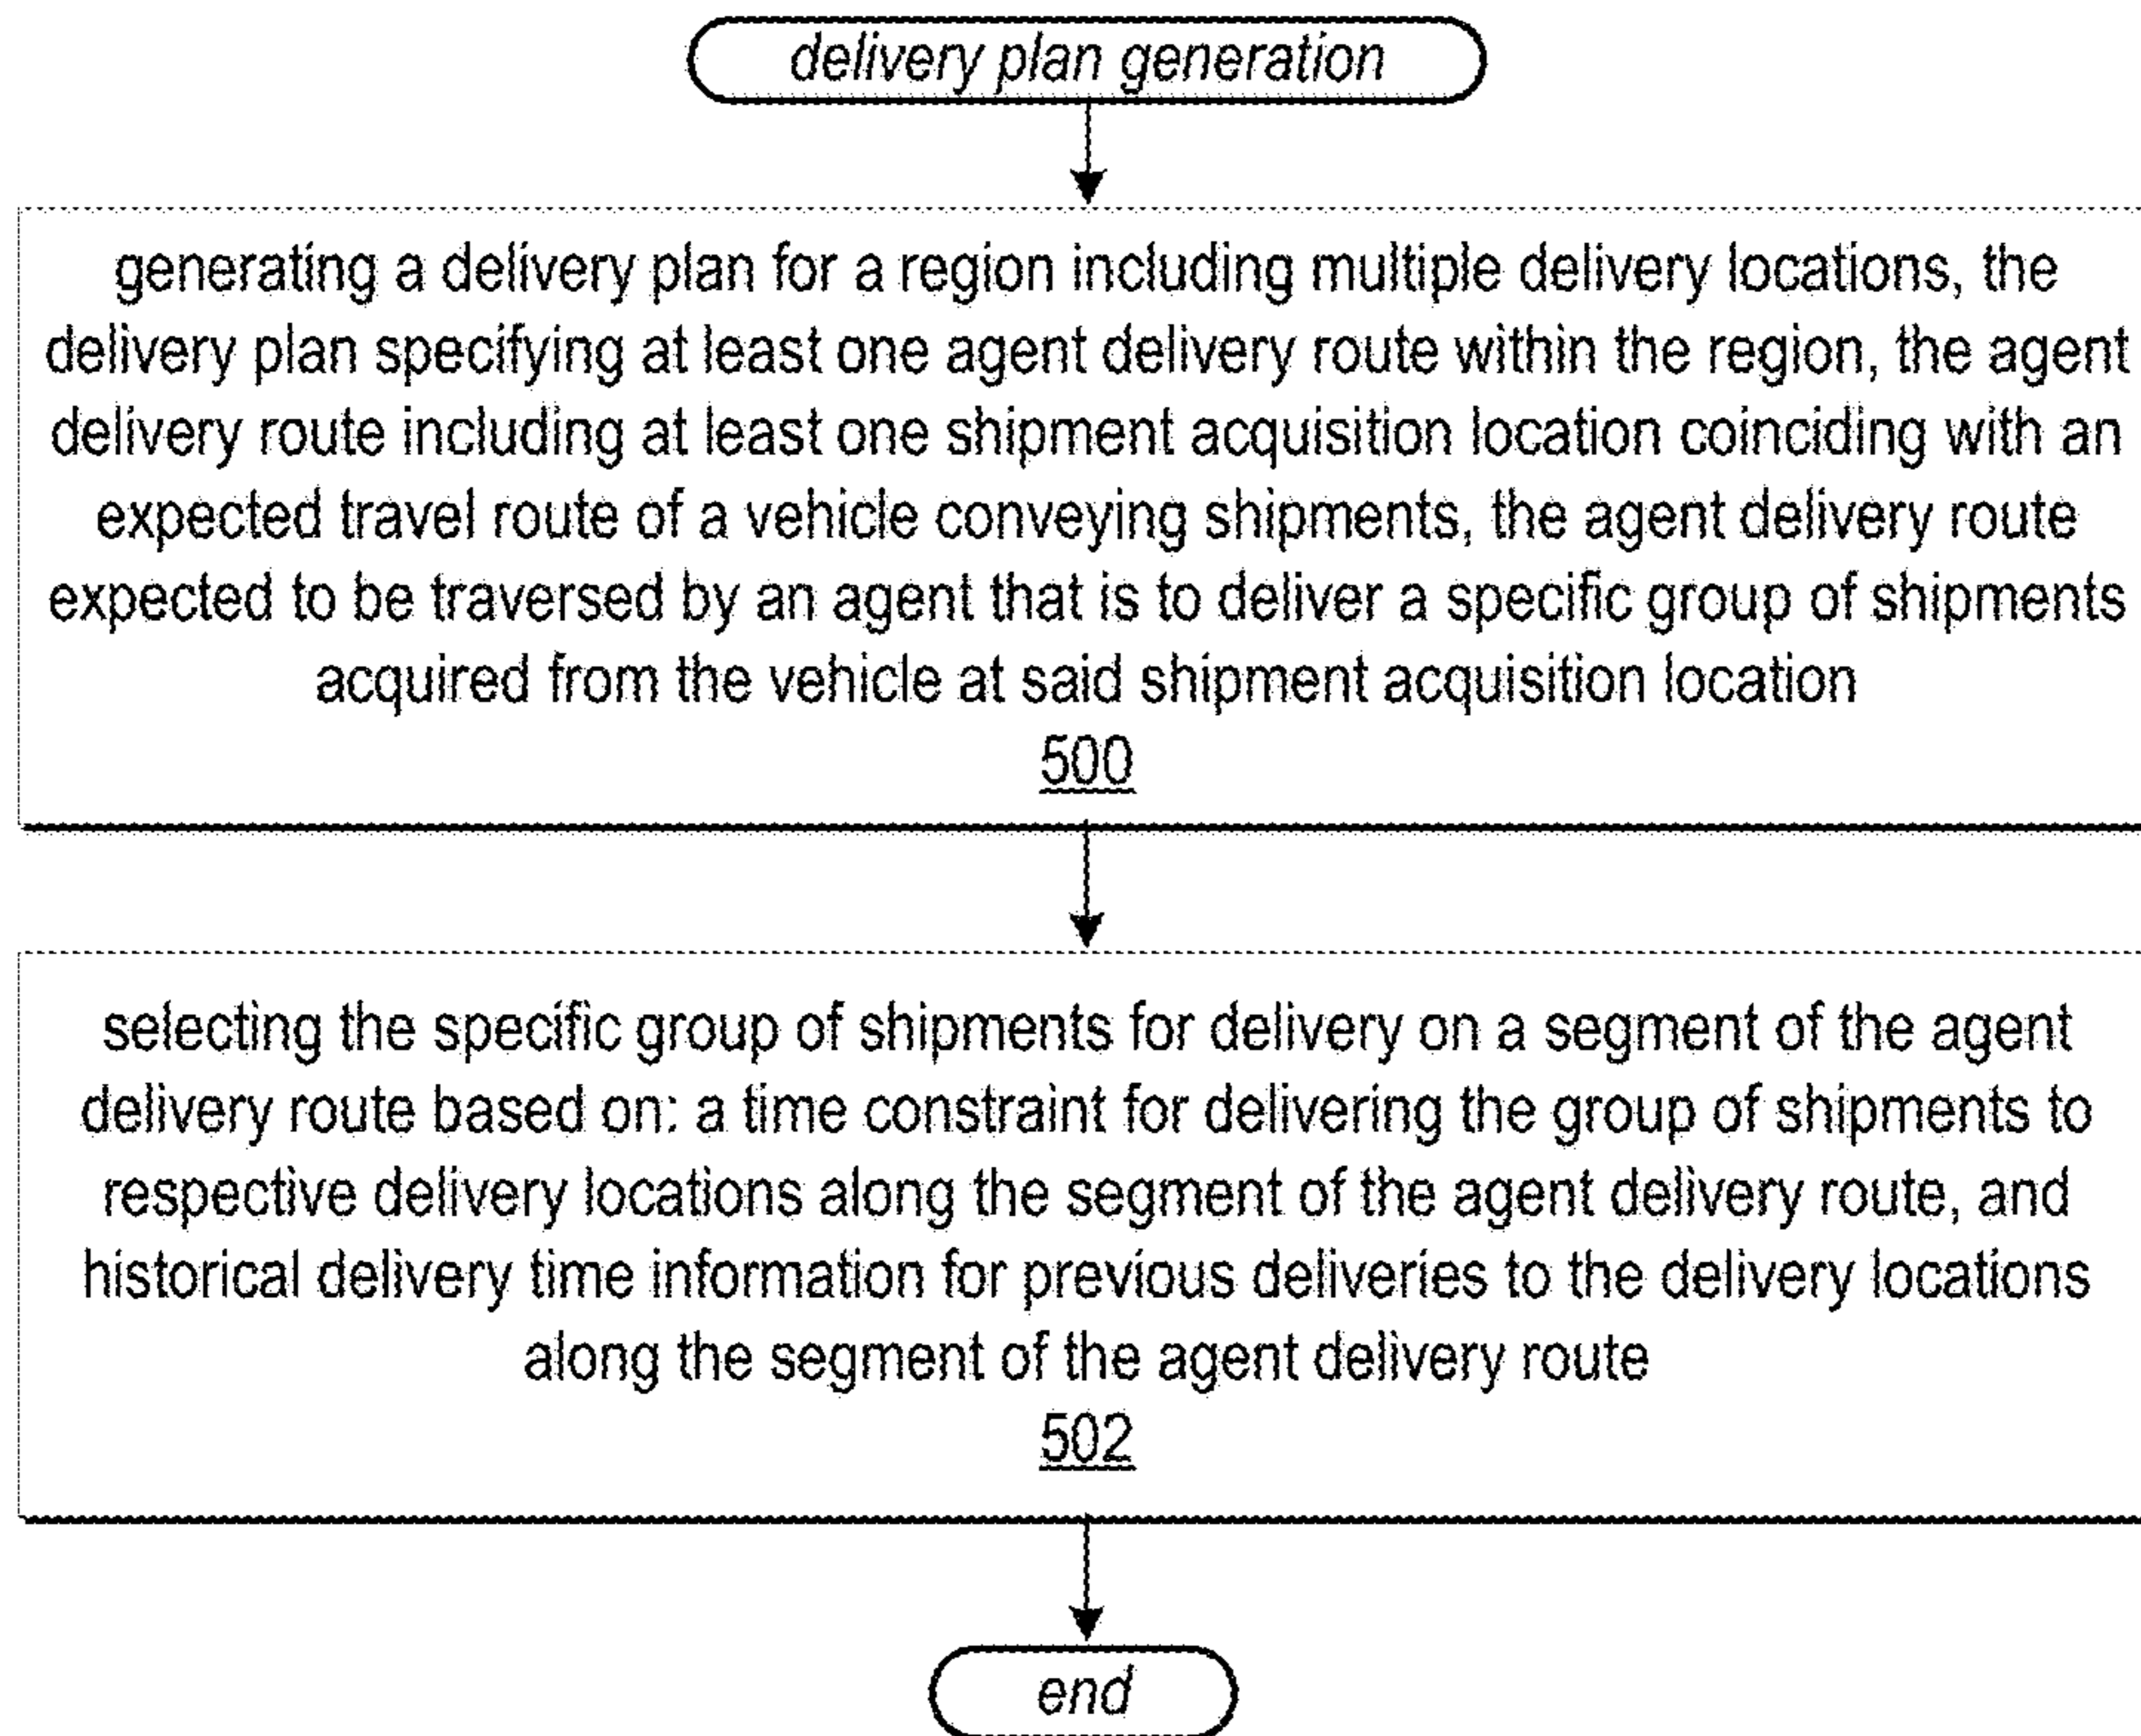 delivery plan generation
generating a delivery plan for a region including multiple delivery locations, the
delivery plan specifying at least one agent delivery route within the region, the agent
delivery route including at least one shipment acquisition location coinciding with an
expected travel route of a vehicle conveying shipments, the agent delivery route
expected to be traversed by an agent that is to deliver a specific group of shipments
acquired from the vehicle at said shipment acquisition location
500
selecting the specific group of shipments for delivery on a segment of the agent
delivery route based on: a time constraint for delivering the group of shipments to
respective delivery locations along the segment of the agent delivery route, and
historical delivery time information for previous deliveries to the delivery locations
along the segment of the agent delivery route
502
end